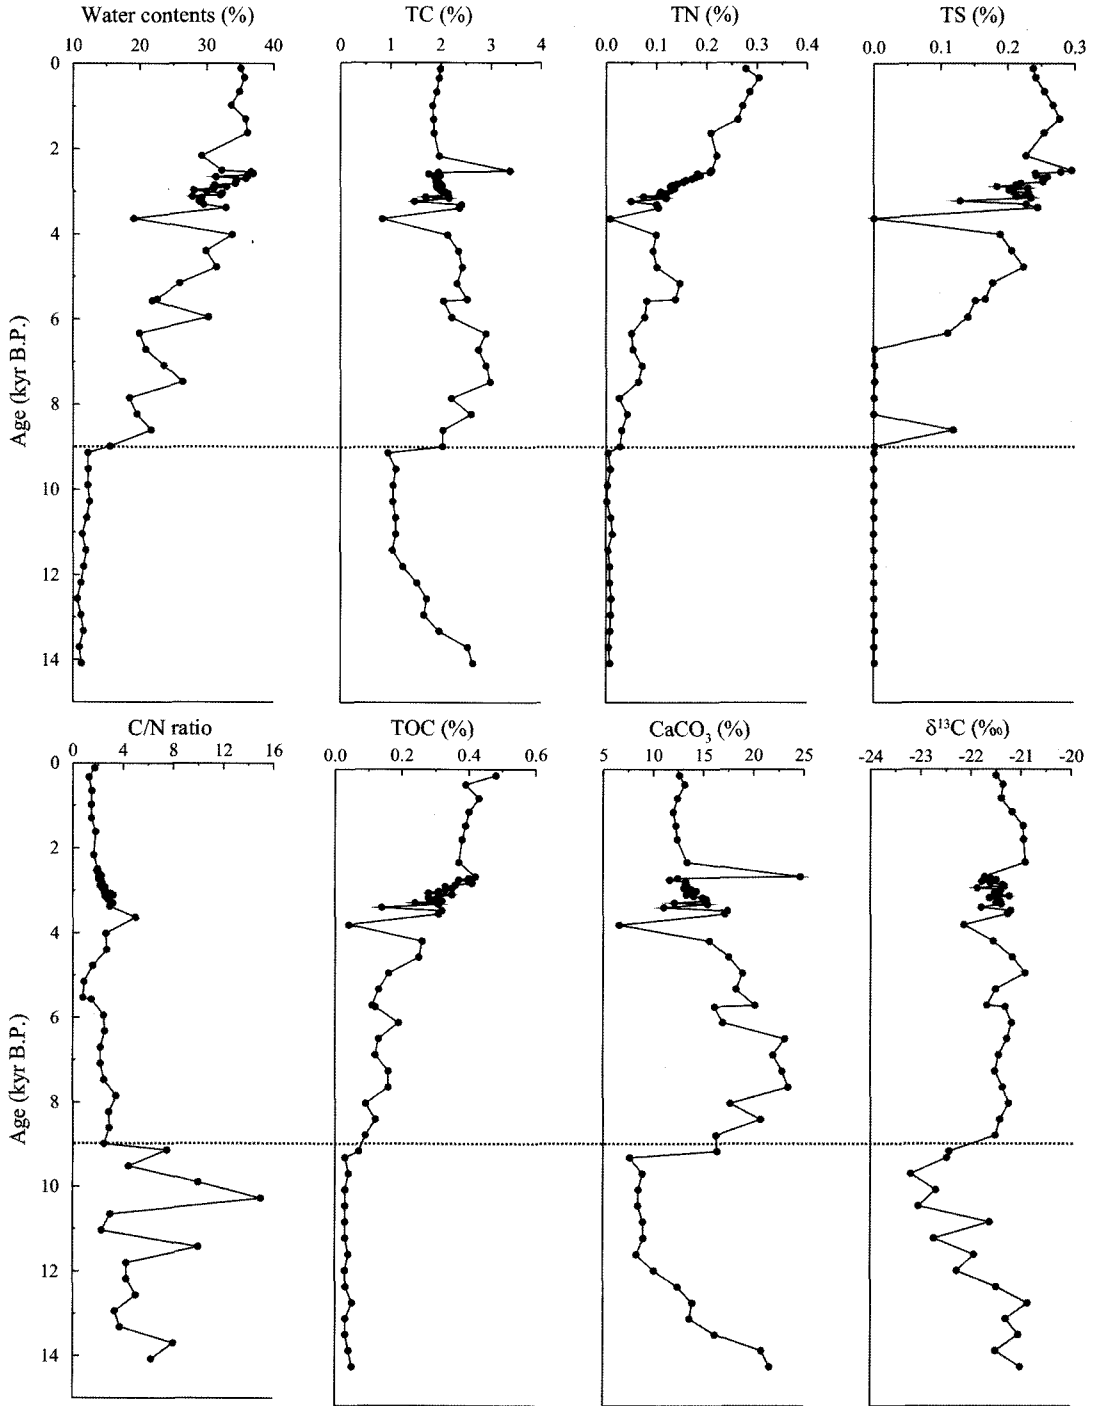 Water contents (%) TC (%) TN (%) TS (%)
10 20 30 40 0 1 2 3 4 0.0 0.1 0.2 0.3 0.4 0.0 0.1 0.2 0.3
0
2
4
6
8
10
12
14
Age (kyr B.P.)
C/N ratio TOC (%) CaCO₃ (%) δ¹³C (‰)
0 4 8 12 16 0.0 0.2 0.4 0.6 5 10 15 20 25 -24 -23 -22 -21 -20
0
2
4
6
8
10
12
14
Age (kyr B.P.)